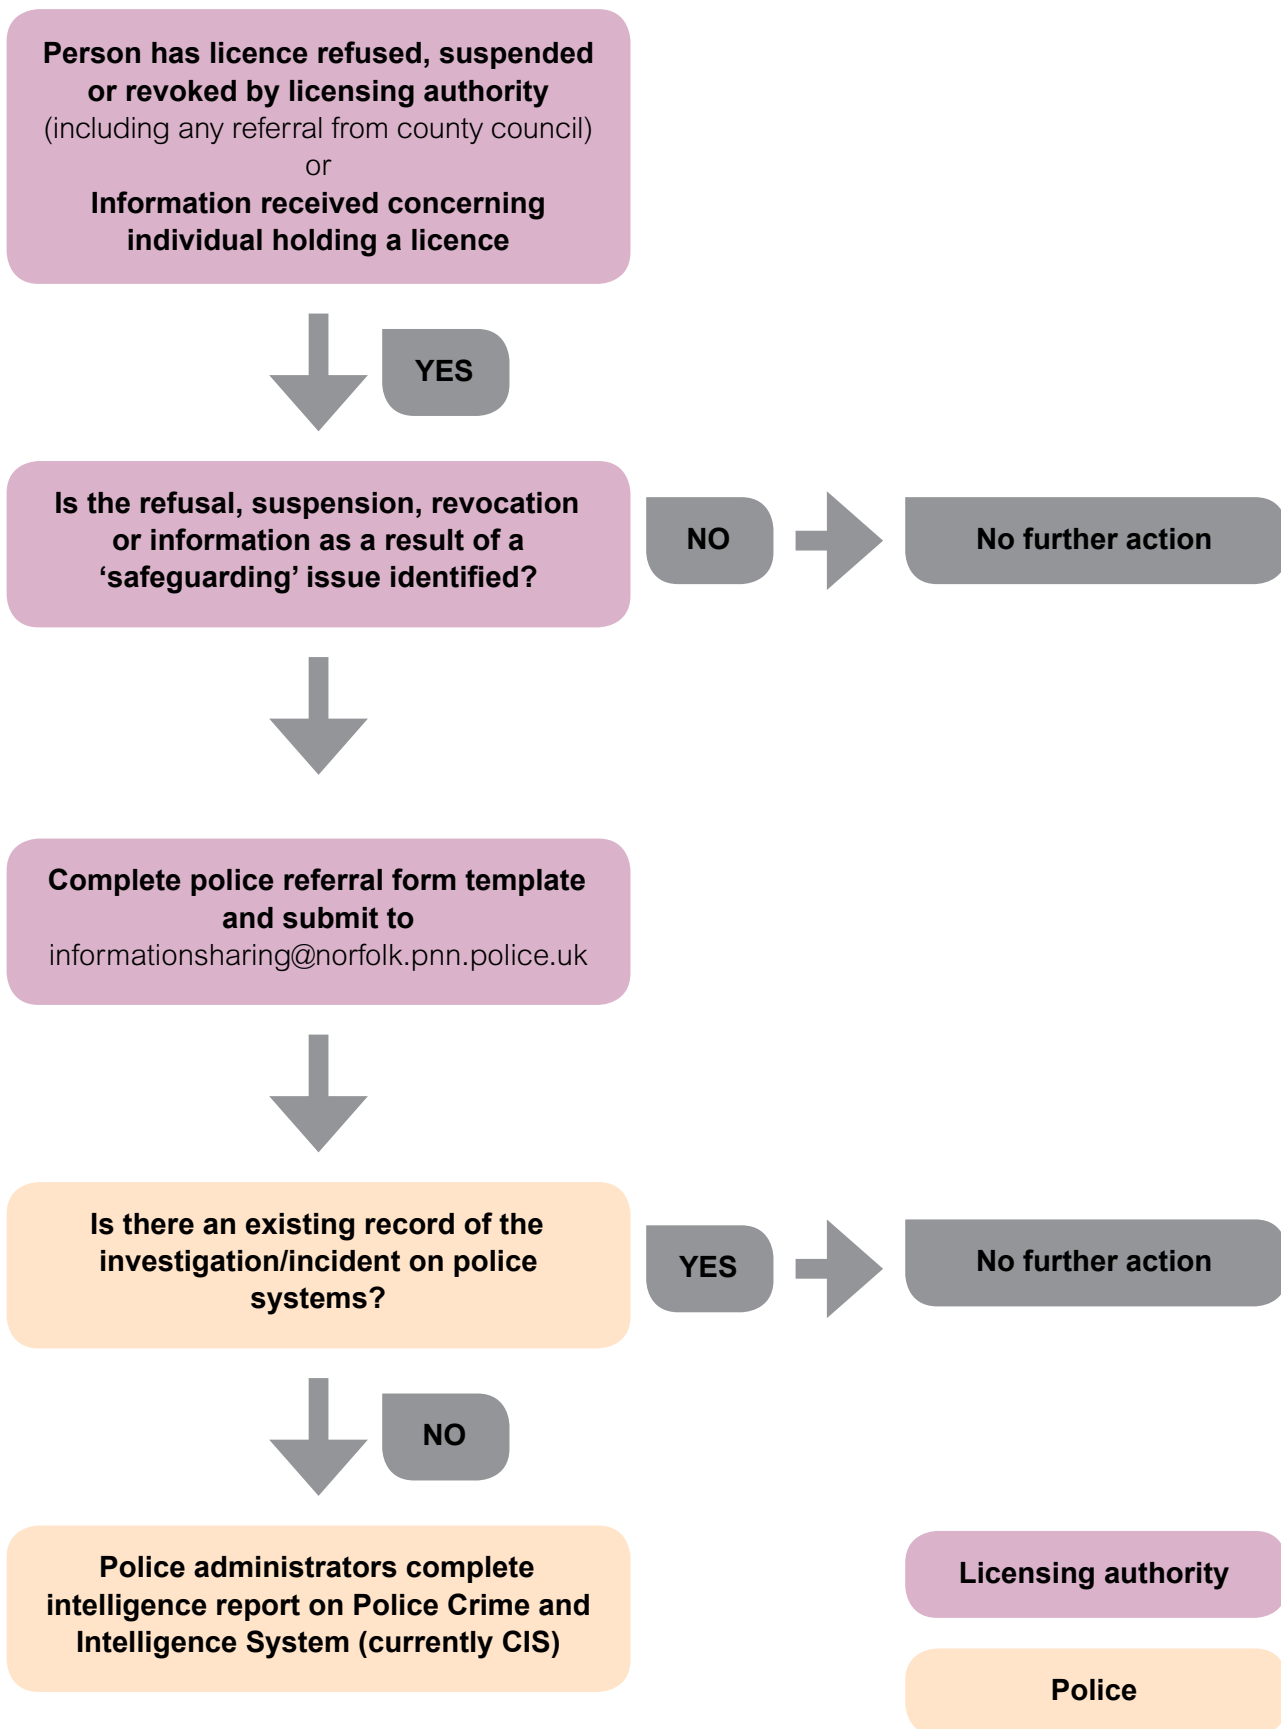 Person has licence refused, suspended
or revoked by licensing authority
(including any referral from county council)
or
Information received concerning
individual holding a licence
YES
Is the refusal, suspension, revocation
or information as a result of a
‘safeguarding’ issue identified?
NO
No further action
Complete police referral form template
and submit to
informationsharing@norfolk.pnn.police.uk
Is there an existing record of the
investigation/incident on police
systems?
YES
No further action
NO
Police administrators complete
intelligence report on Police Crime and
Intelligence System (currently CIS)
Licensing authority
Police